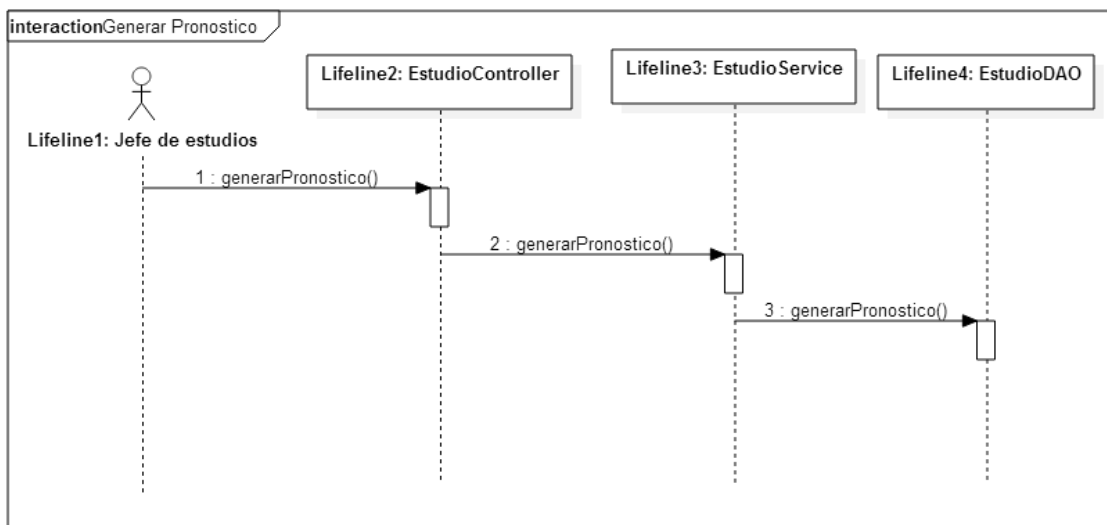 interactionGenerar Pronostico
Lifeline1: Jefe de estudios
Lifeline2: EstudioController
Lifeline3: EstudioService
Lifeline4: EstudioDAO
1 : generarPronostico()
2 : generarPronostico()
3 : generarPronostico()